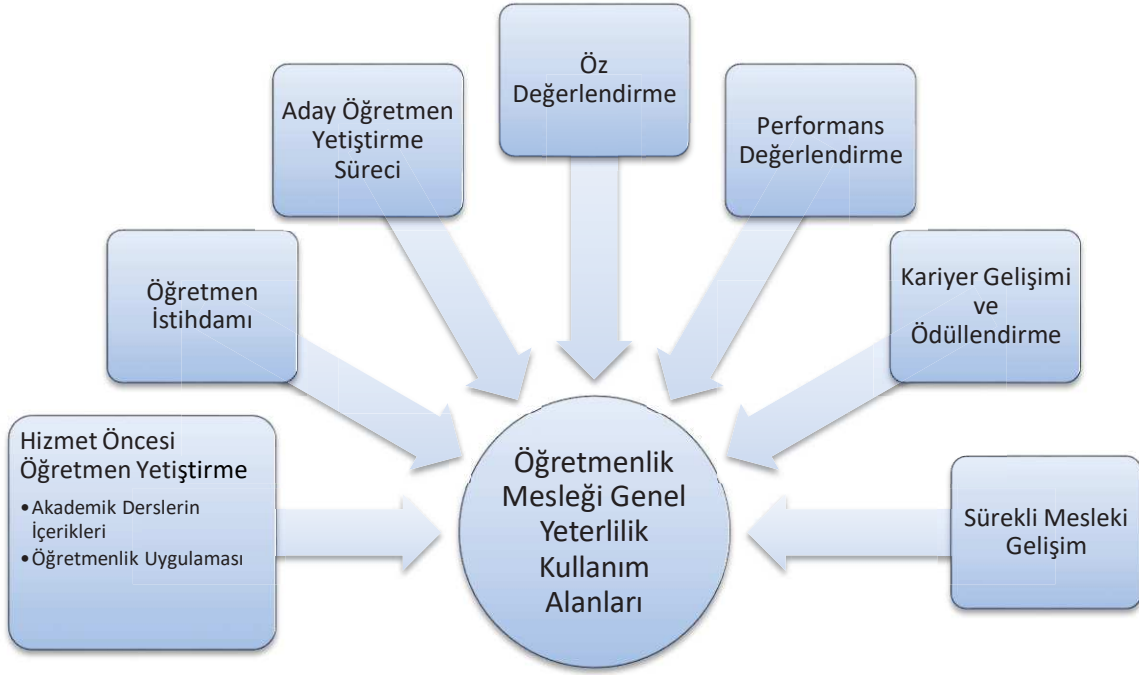 Öz
Değerlendirme
Aday Öğretmen
Yetiştirme
Süreci
Performans
Değerlendirme
Öğretmen
İstihdamı
Kariyer Gelişimi
ve
Ödüllendirme
Hizmet Öncesi
Öğretmen Yetiştirme
•Akademik Derslerin
İçerikleri
•Öğretmenlik Uygulaması
Öğretmenlik
Mesleği Genel
Yeterlilik
Kullanım
Alanları
Sürekli Mesleki
Gelişim